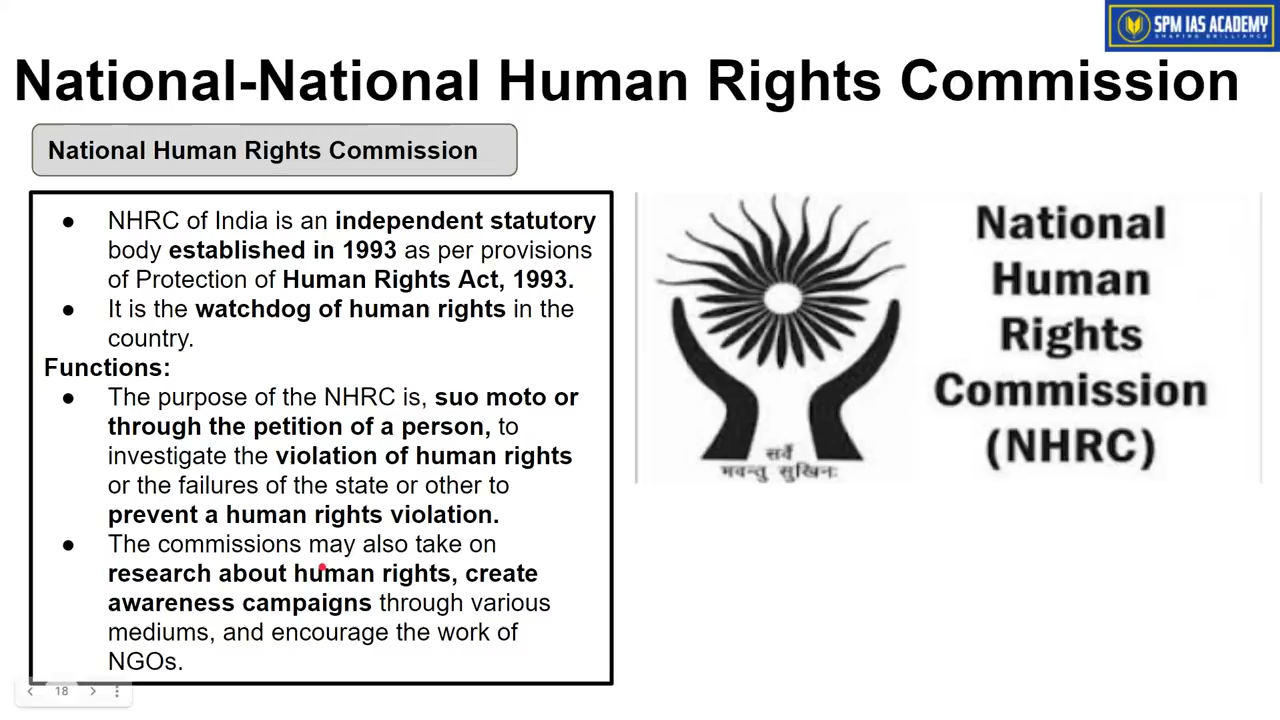 SPM IAS ACADEMY
SHAPING BRILLIANCE
National-National Human Rights Commission
National Human Rights Commission
● NHRC of India is an independent statutory
body established in 1993 as per provisions
of Protection of Human Rights Act, 1993.
● It is the watchdog of human rights in the
country.
Functions:
● The purpose of the NHRC is, suo moto or
through the petition of a person, to
investigate the violation of human rights
or the failures of the state or other to
prevent a human rights violation.
● The commissions may also take on
research about human rights, create
awareness campaigns through various
mediums, and encourage the work of
NGOs.
National
Human
Rights
Commission
(NHRC)
सर्वे
भवन्तु सुखिनः
18